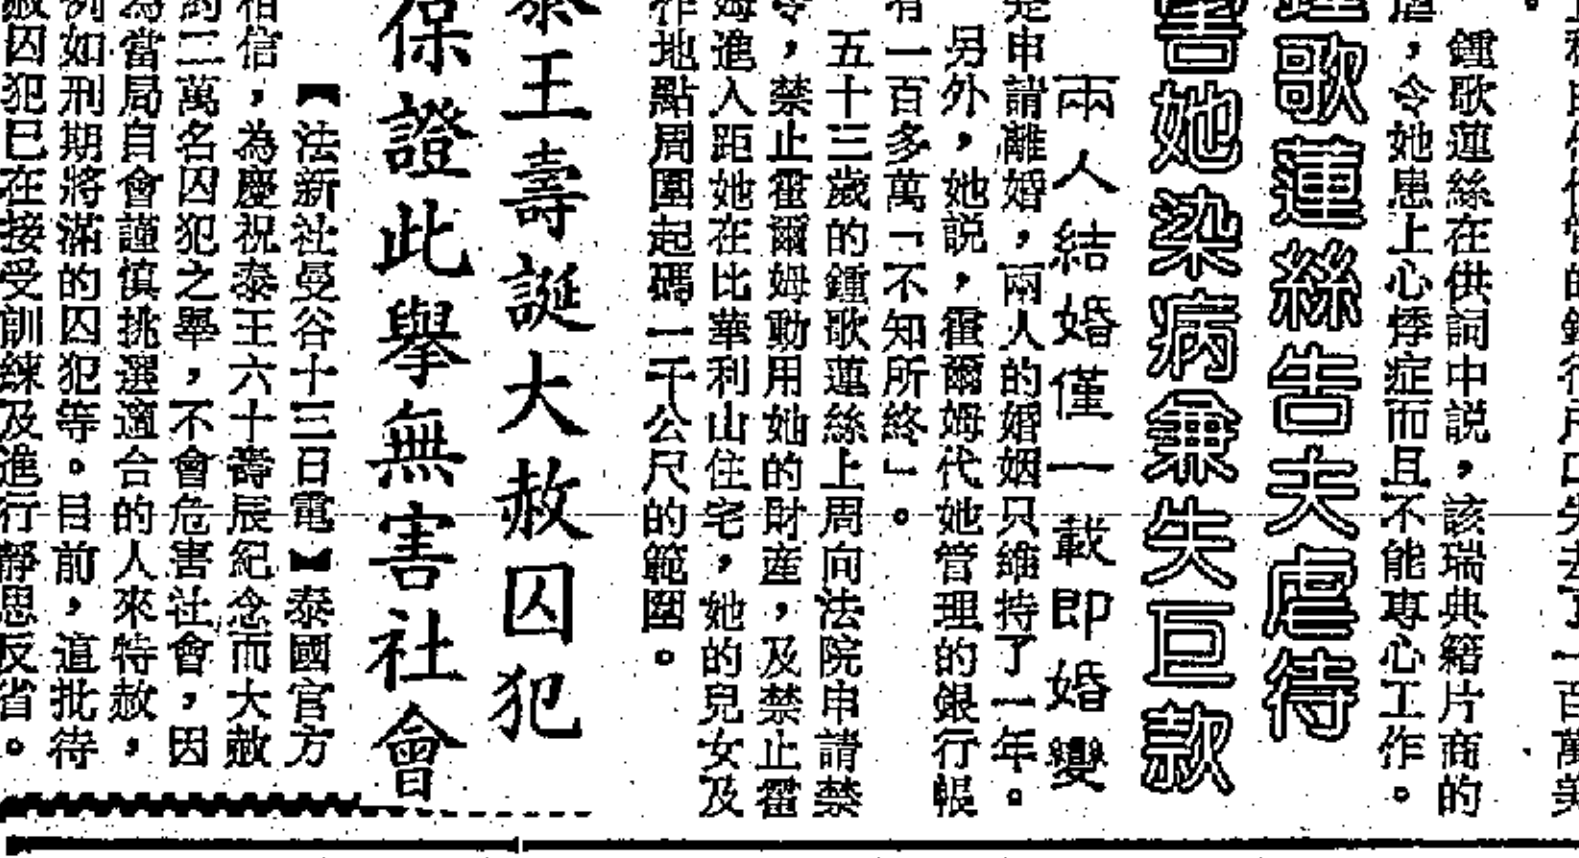 的銀行戶口失去了一百萬美
鍾歌蓮絲在供詞中説，該瑞典籍片商的
虐，令她患上心悸症而且不能專心工作。
鍾歌蓮絲告夫虐待
害她染病兼失巨款
兩人結婚僅一載即婚變
是申請離婚，兩人的婚姻只維持了一年。
另外，她説，霍爾姆代她管理的銀行帳
有一百多萬「不知所終」。
五十三歲的鍾歌蓮絲上周向法院申請禁
令，禁止霍爾姆動用她的財產，及禁止霍
姆進入距她在比華利山住宅，她的兒女及
作地點周圍起碼一千公尺的範圍。
泰王壽誕大赦囚犯
保證此舉無害社會
【法新社曼谷十三日電】泰國官方
相信，為慶祝泰王六十壽辰紀念而大赦
約二萬名囚犯之舉，不會危害社會，因
為當局自會謹慎挑選適合的人來特赦，
例如刑期將滿的囚犯等。目前，這批待
赦囚犯已在接受訓練及進行靜思反省。